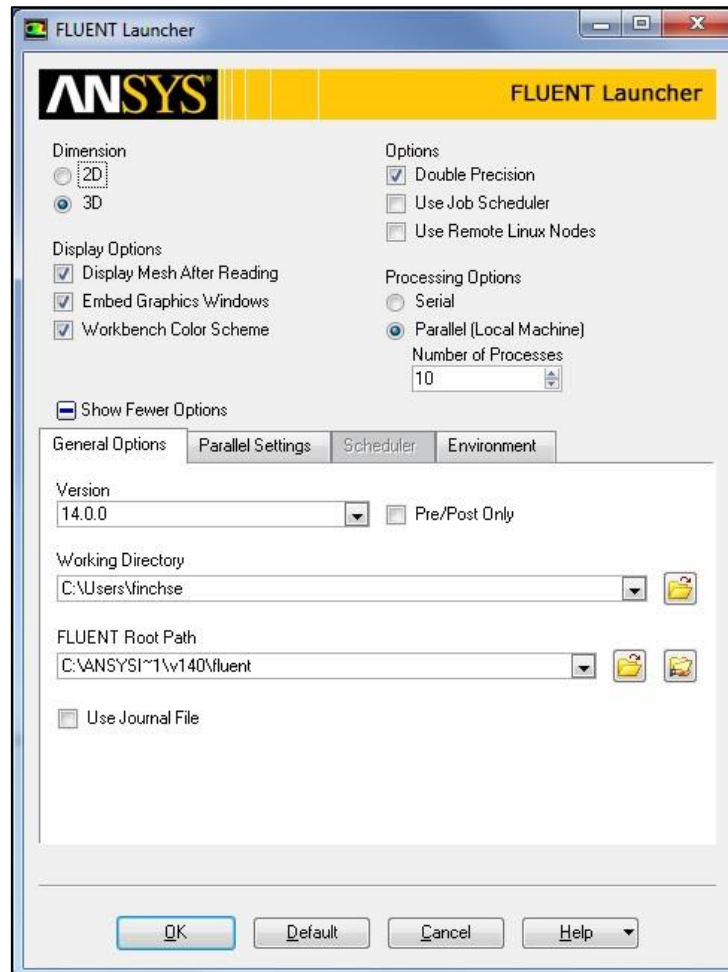 FLUENT Launcher
ANSYS®
FLUENT Launcher
Dimension
2D
3D
Options
Double Precision
Use Job Scheduler
Use Remote Linux Nodes
Display Options
Display Mesh After Reading
Embed Graphics Windows
Workbench Color Scheme
Processing Options
Serial
Parallel (Local Machine)
Number of Processes
10
Show Fewer Options
General Options
Parallel Settings
Scheduler
Environment
Version
14.0.0
Pre/Post Only
Working Directory
C:\Users\finchse
FLUENT Root Path
C:\ANSYSI~1\v140\fluent
Use Journal File
OK
Default
Cancel
Help